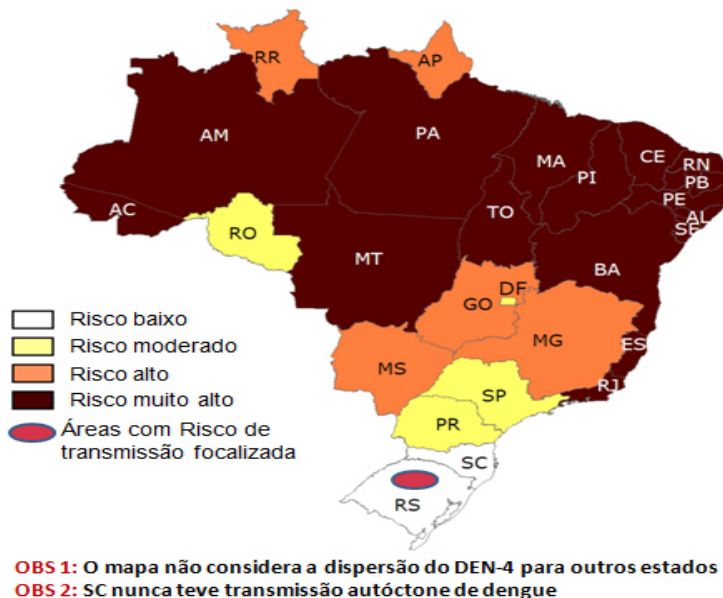 RR
AP
AM
PA
MA
CE
RN
PB
PI
PE
AL
SE
AC
TO
RO
MT
BA
DF
GO
MG
ES
MS
RJ
SP
PR
SC
RS
Risco baixo
Risco moderado
Risco alto
Risco muito alto
Áreas com Risco de
transmissão focalizada
OBS 1: O mapa não considera a dispersão do DEN-4 para outros estados
OBS 2: SC nunca teve transmissão autóctone de dengue